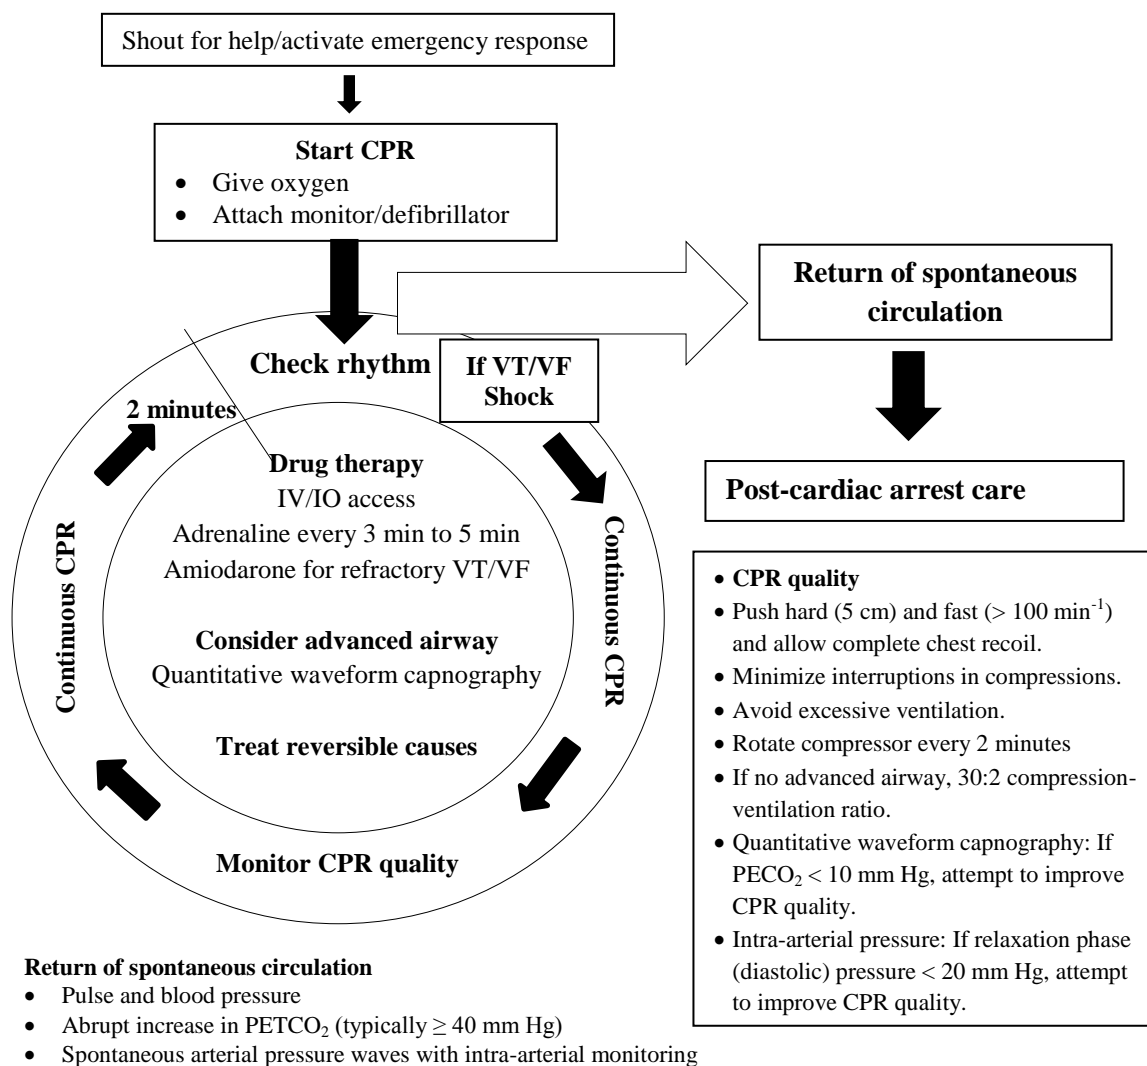 Shout for help/activate emergency response
Start CPR
• Give oxygen
• Attach monitor/defibrillator
Return of spontaneous
circulation
Check rhythm
If VT/VF
Shock
2 minutes
Drug therapy
IV/IO access
Adrenaline every 3 min to 5 min
Amiodarone for refractory VT/VF
Consider advanced airway
Quantitative waveform capnography
Treat reversible causes
Continuous CPR
Continuous CPR
Monitor CPR quality
Post-cardiac arrest care
• CPR quality
• Push hard (5 cm) and fast (> 100 min⁻¹)
and allow complete chest recoil.
• Minimize interruptions in compressions.
• Avoid excessive ventilation.
• Rotate compressor every 2 minutes
• If no advanced airway, 30:2 compression-
ventilation ratio.
• Quantitative waveform capnography: If
PECO₂ < 10 mm Hg, attempt to improve
CPR quality.
• Intra-arterial pressure: If relaxation phase
(diastolic) pressure < 20 mm Hg, attempt
to improve CPR quality.
Return of spontaneous circulation
• Pulse and blood pressure
• Abrupt increase in PETCO₂ (typically ≥ 40 mm Hg)
• Spontaneous arterial pressure waves with intra-arterial monitoring